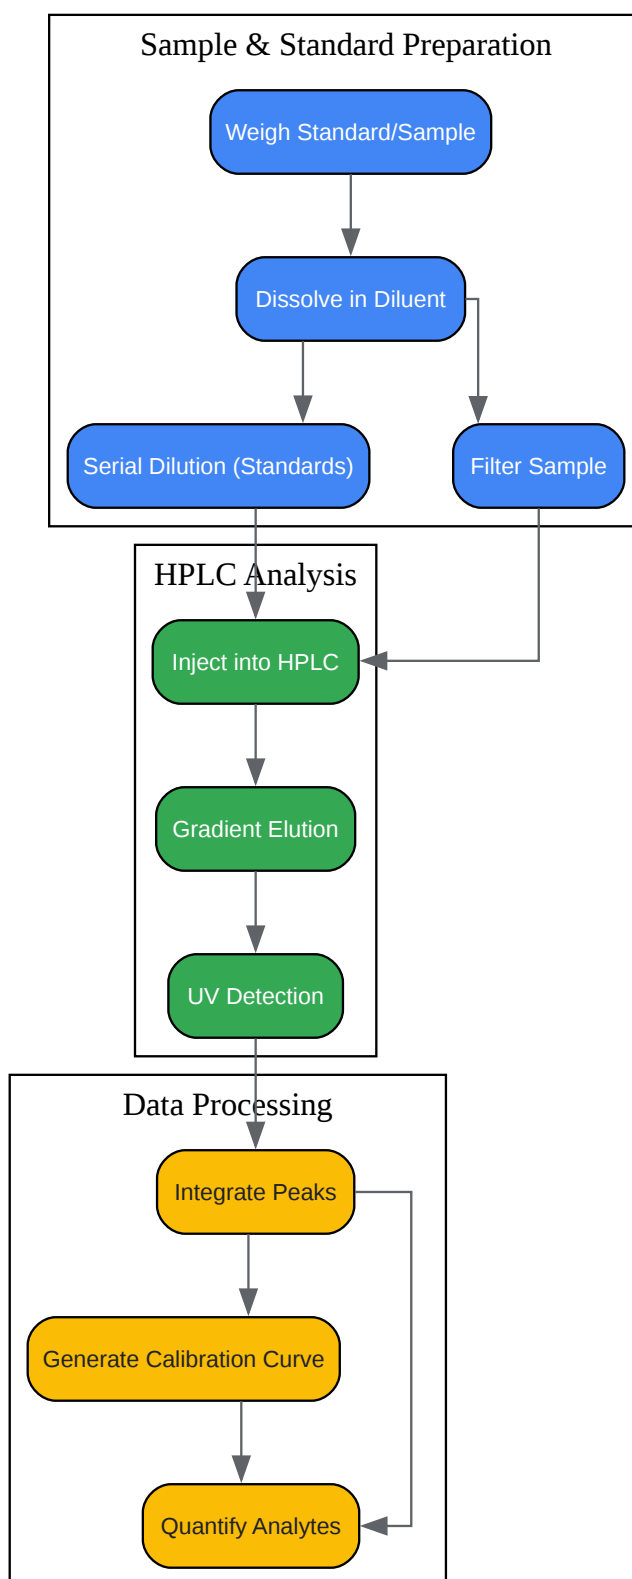 Sample & Standard Preparation
Weigh Standard/Sample
Dissolve in Diluent
Serial Dilution (Standards)
Filter Sample
HPLC Analysis
Inject into HPLC
Gradient Elution
UV Detection
Data Processing
Integrate Peaks
Generate Calibration Curve
Quantify Analytes